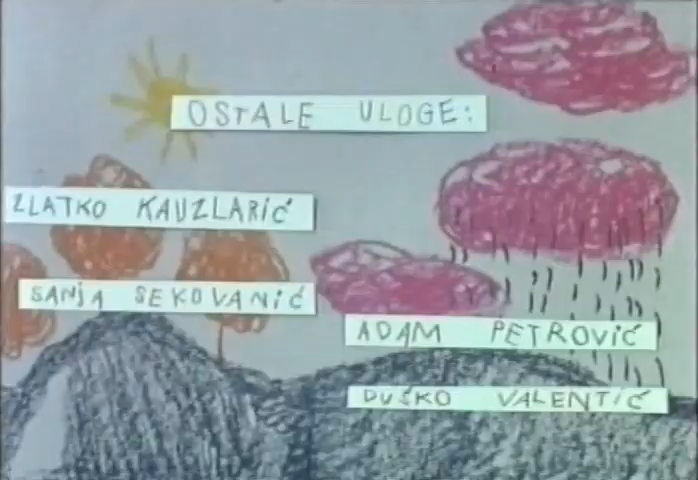 OSTALE ULOGE:
ZLATKO KAUZLARIĆ
SANJA SEKOVANIĆ
ADAM PETROVIĆ
DUŠKO VALENTIĆ